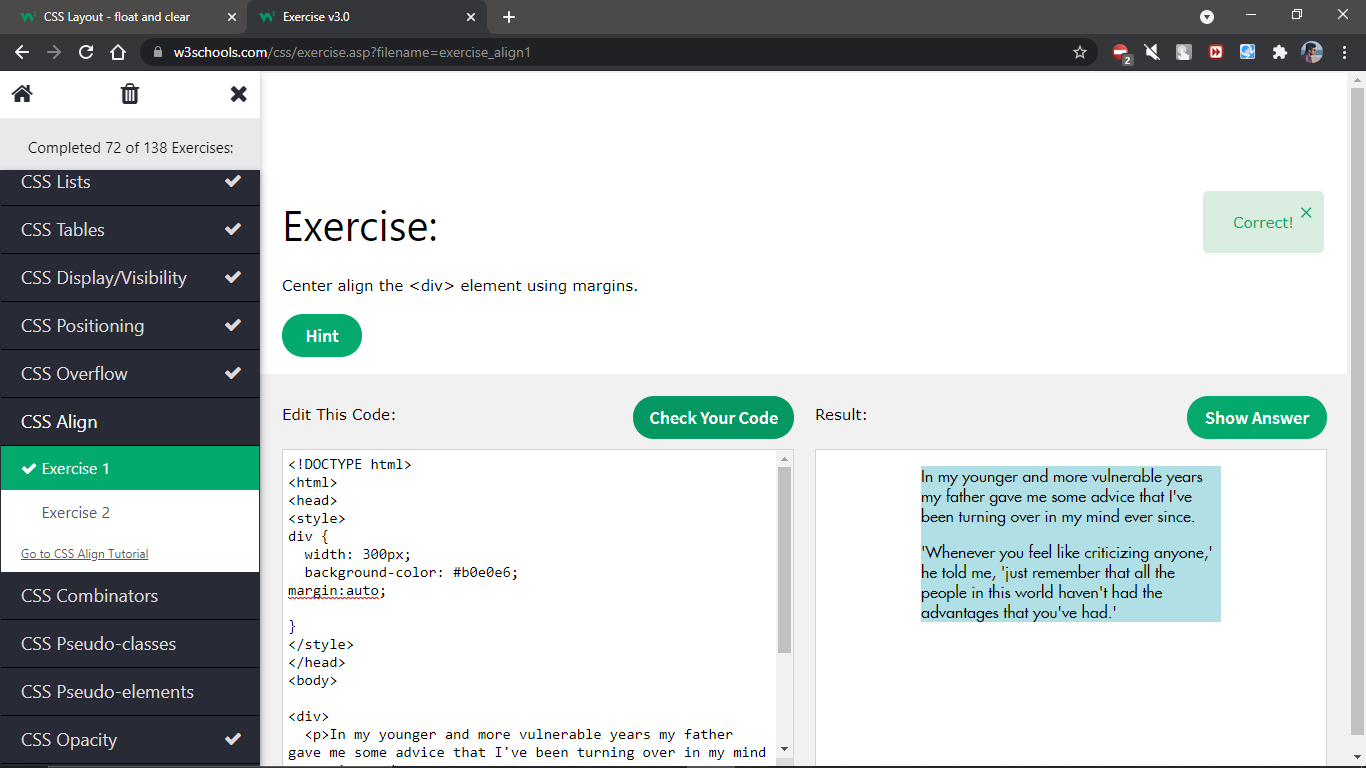 CSS Layout - float and clear
Exercise v3.0
w3schools.com/css/exercise.asp?filename=exercise_align1
2
Completed 72 of 138 Exercises:
CSS Lists
CSS Tables
CSS Display/Visibility
CSS Positioning
CSS Overflow
CSS Align
Exercise 1
Exercise 2
Go to CSS Align Tutorial
CSS Combinators
CSS Pseudo-classes
CSS Pseudo-elements
CSS Opacity
Exercise:
Correct!
Center align the <div> element using margins.
Hint
Edit This Code:
Check Your Code
Result:
Show Answer
<!DOCTYPE html>
<html>
<head>
<style>
div {
  width: 300px;
  background-color: #b0e0e6;
margin:auto;
}
</style>
</head>
<body>
<div>
  <p>In my younger and more vulnerable years my father
gave me some advice that I've been turning over in my mind
In my younger and more vulnerable years
my father gave me some advice that I've
been turning over in my mind ever since.
'Whenever you feel like criticizing anyone,'
he told me, 'just remember that all the
people in this world haven't had the
advantages that you've had.'